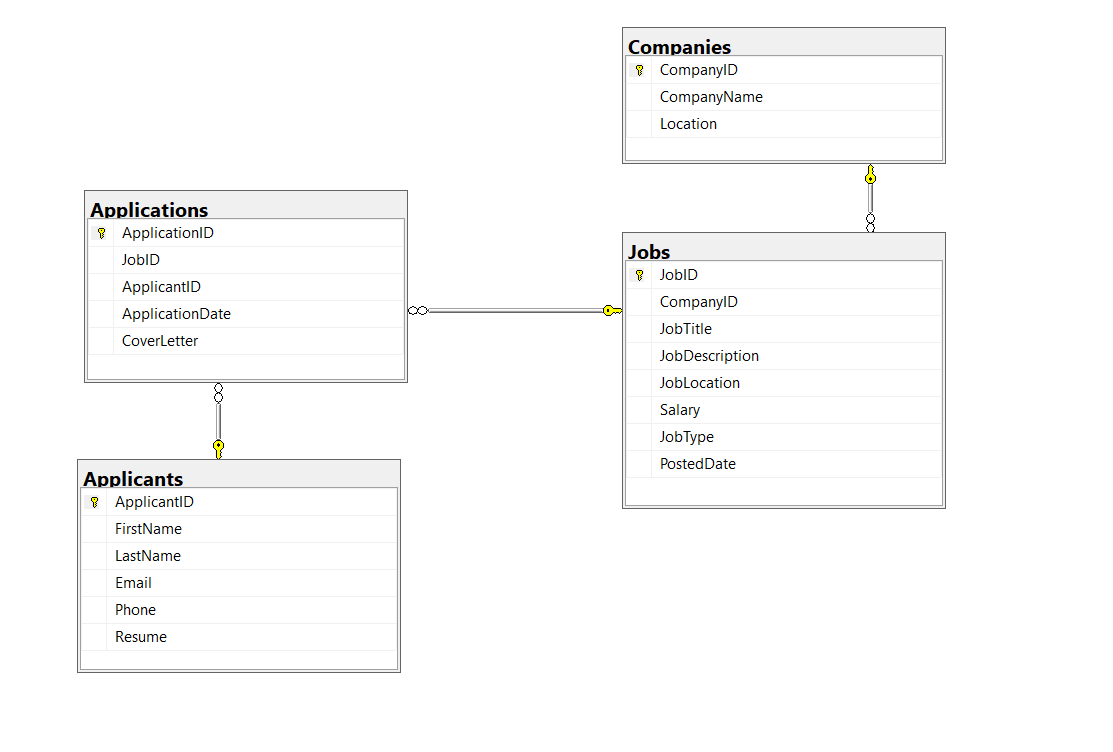 Companies
CompanyID
CompanyName
Location
Applications
ApplicationID
JobID
ApplicantID
ApplicationDate
CoverLetter
Jobs
JobID
CompanyID
JobTitle
JobDescription
JobLocation
Salary
JobType
PostedDate
Applicants
ApplicantID
FirstName
LastName
Email
Phone
Resume